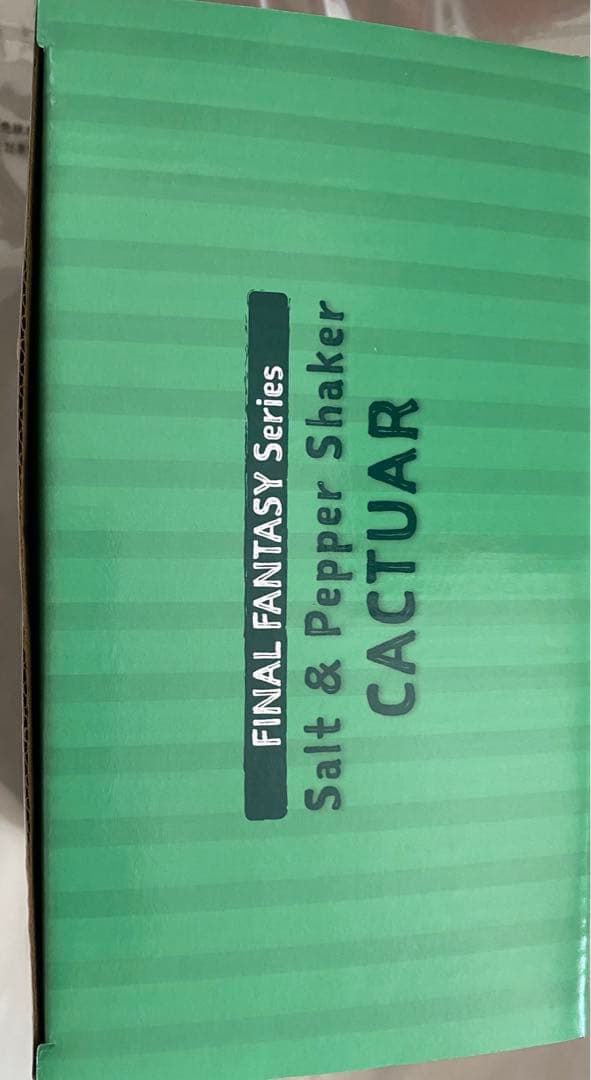 FINAL FANTASY Series
Salt & Pepper Shaker
CACTUAR